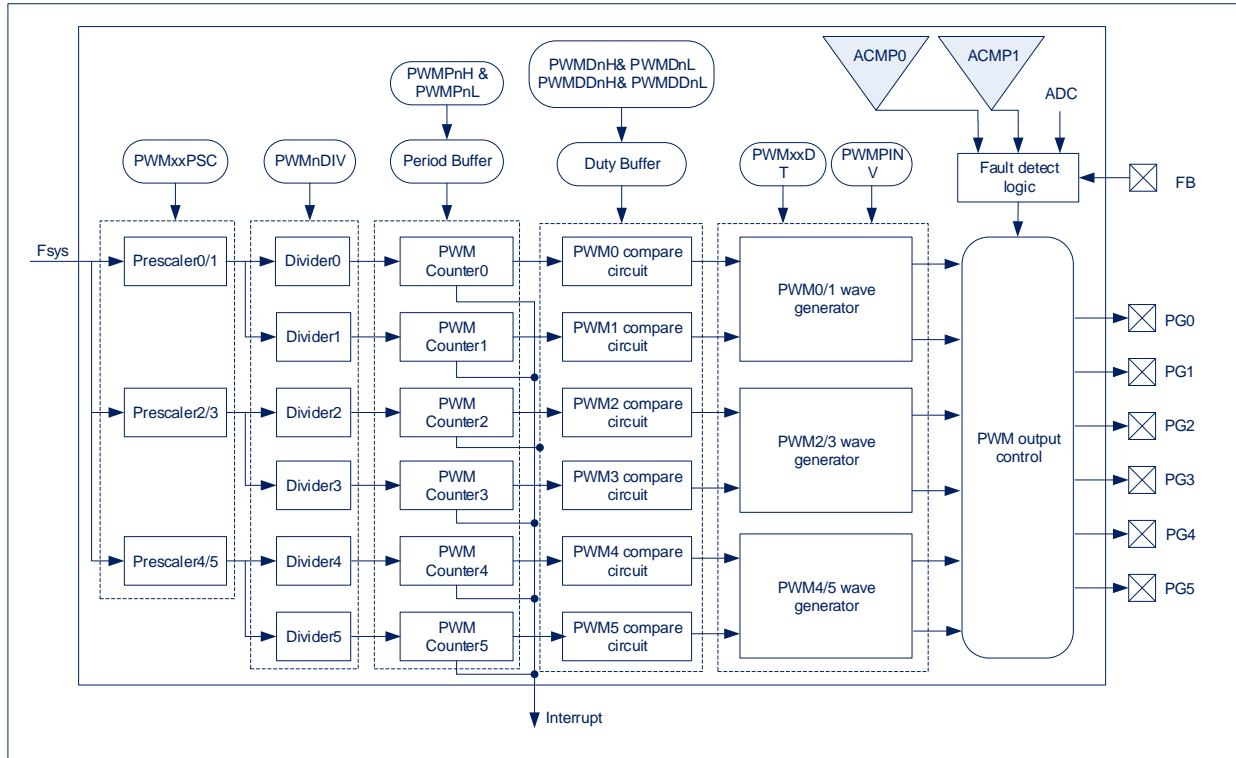 ACMP0
ACMP1
PWMDnH& PWMDnL
PWMDDnH& PWMDDnL
PWMPnH &
PWMPnL
ADC
PWMxxPSC
PWMnDIV
Period Buffer
Duty Buffer
PWMxxD
T
PWMPIN
V
Fault detect
logic
FB
Fsys
Prescaler0/1
Divider0
PWM
Counter0
PWM0 compare
circuit
PWM0/1 wave
generator
Divider1
PWM
Counter1
PWM1 compare
circuit
Prescaler2/3
Divider2
PWM
Counter2
PWM2 compare
circuit
PWM2/3 wave
generator
Divider3
PWM
Counter3
PWM3 compare
circuit
Prescaler4/5
Divider4
PWM
Counter4
PWM4 compare
circuit
PWM4/5 wave
generator
Divider5
PWM
Counter5
PWM5 compare
circuit
PWM output
control
PG0
PG1
PG2
PG3
PG4
PG5
Interrupt